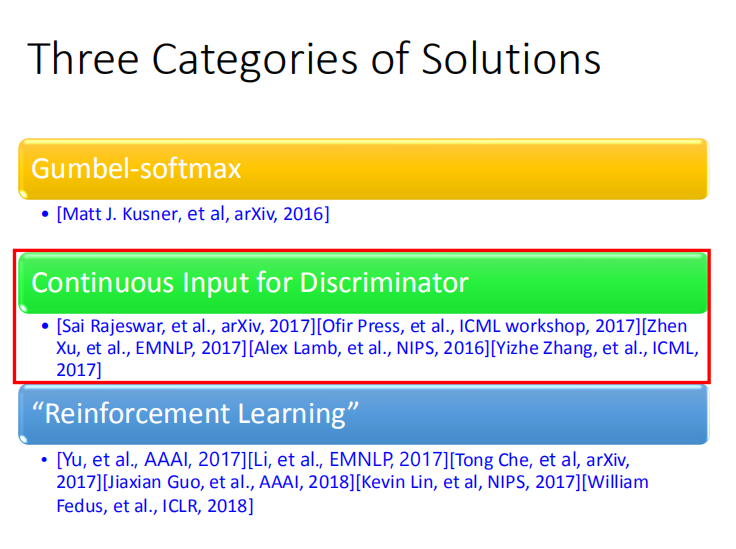 Three Categories of Solutions
Gumbel-softmax
• [Matt J. Kusner, et al, arXiv, 2016]
Continuous Input for Discriminator
• [Sai Rajeswar, et al., arXiv, 2017][Ofir Press, et al., ICML workshop, 2017][Zhen
Xu, et al., EMNLP, 2017][Alex Lamb, et al., NIPS, 2016][Yizhe Zhang, et al., ICML,
2017]
“Reinforcement Learning”
• [Yu, et al., AAAI, 2017][Li, et al., EMNLP, 2017][Tong Che, et al, arXiv,
2017][Jiaxian Guo, et al., AAAI, 2018][Kevin Lin, et al, NIPS, 2017][William
Fedus, et al., ICLR, 2018]